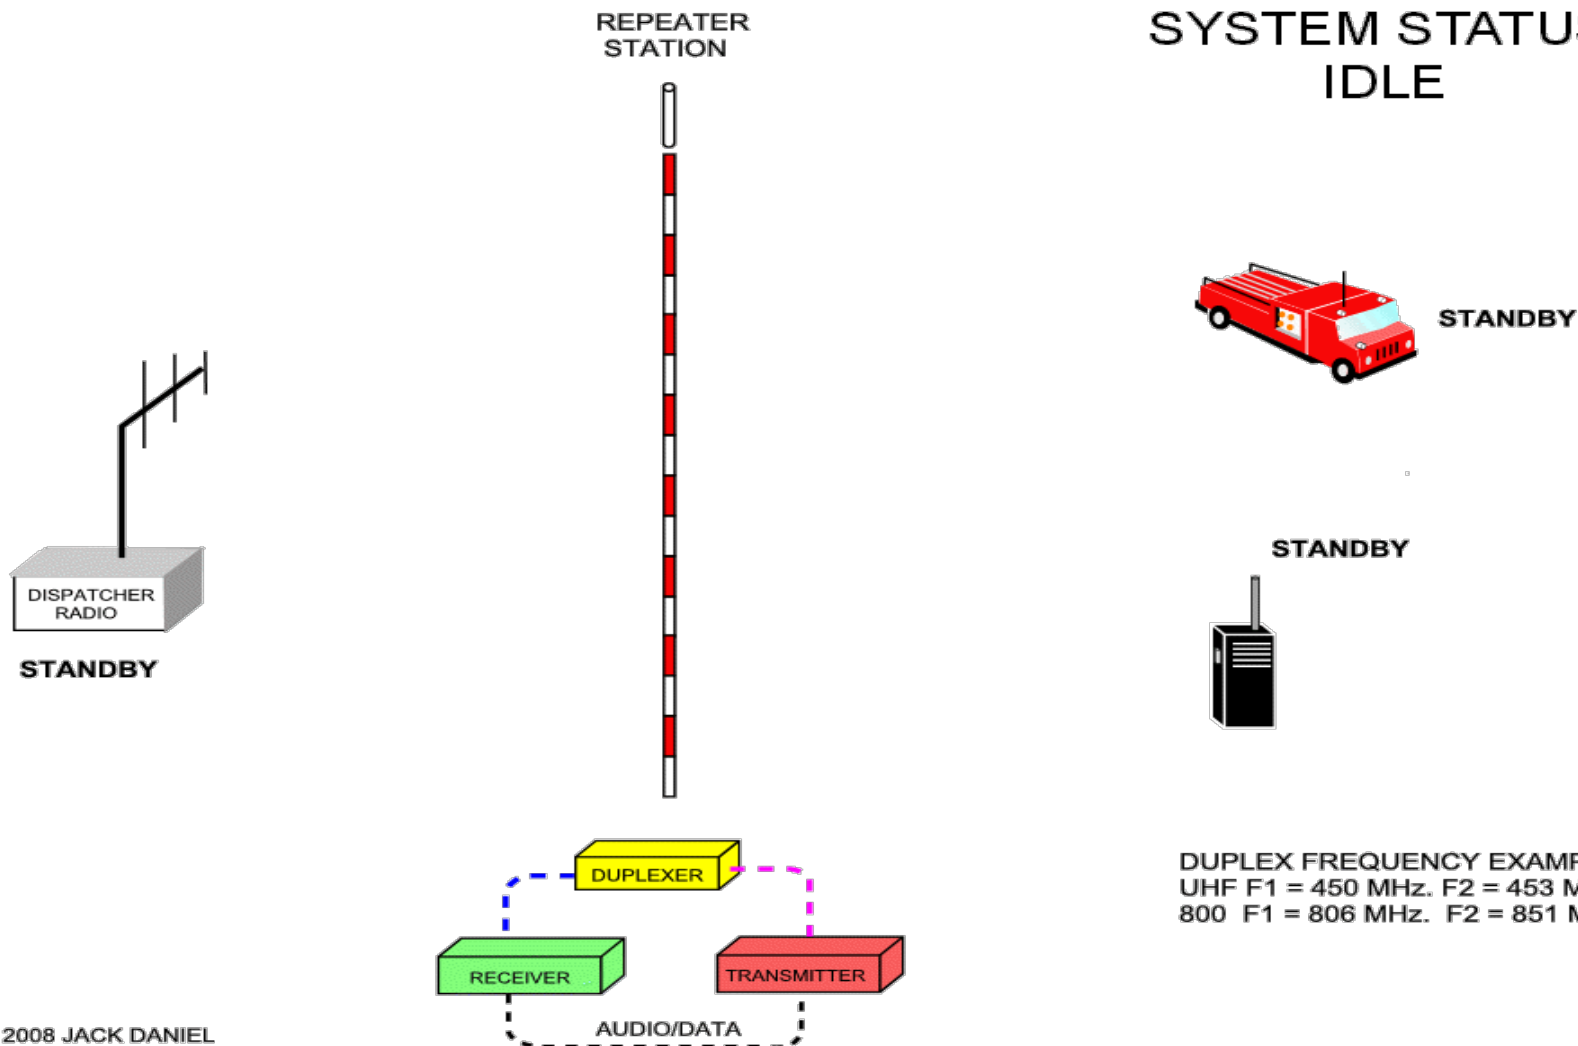 REPEATER
STATION
SYSTEM STATUS
IDLE
STANDBY
STANDBY
DISPATCHER
RADIO
STANDBY
DUPLEXER
DUPLEX FREQUENCY EXAMP
UHF F1 = 450 MHz. F2 = 453 M
800 F1 = 806 MHz. F2 = 851 M
RECEIVER
TRANSMITTER
AUDIO/DATA
2008 JACK DANIEL